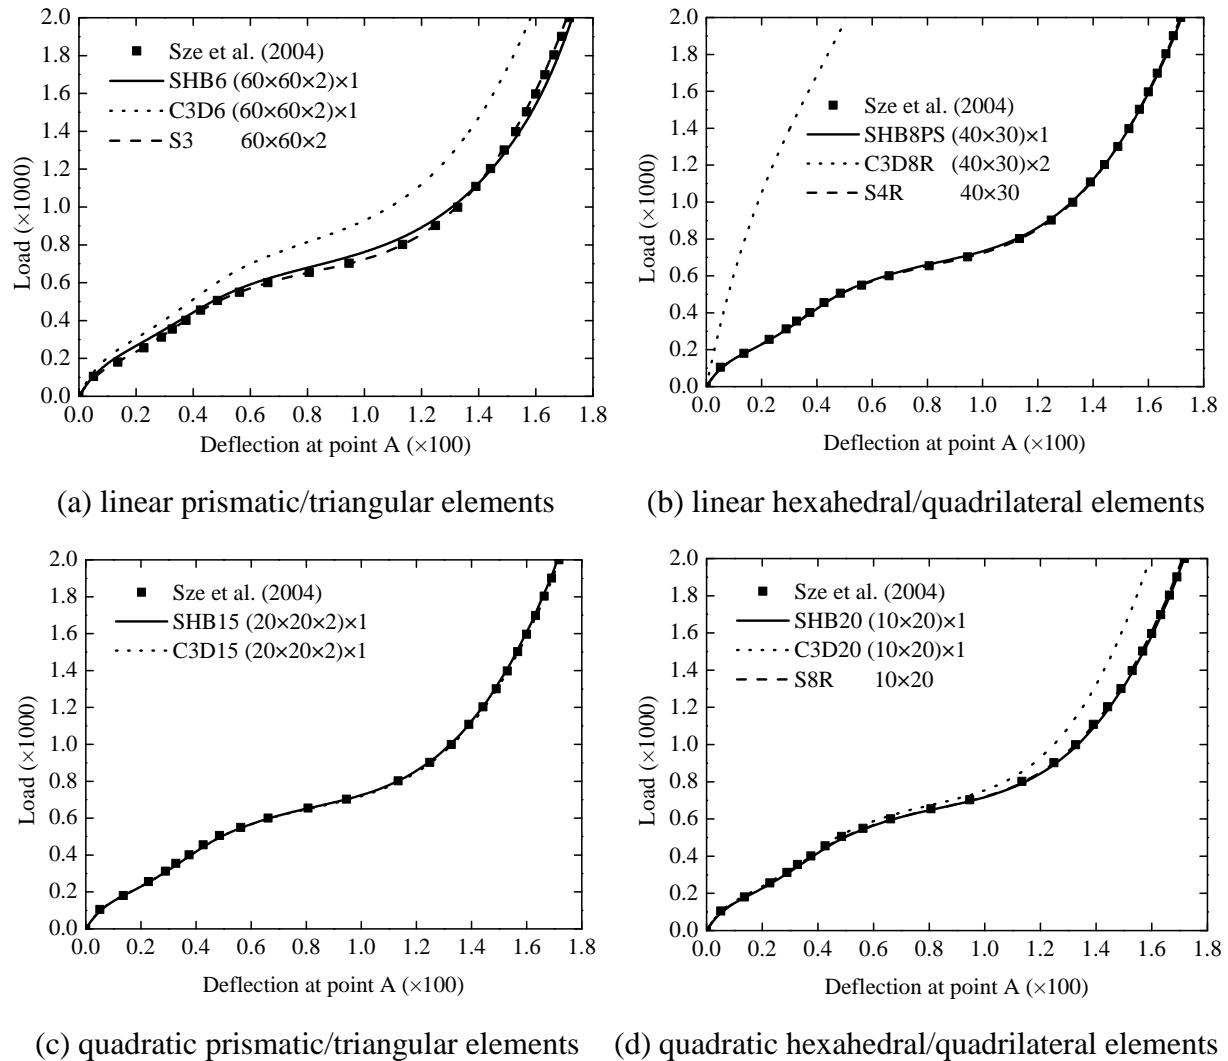 2.0
1.8
1.6
1.4
1.2
1.0
0.8
0.6
0.4
0.2
0.0
Load (×1000)
Sze et al. (2004)
SHB6 (60×60×2)×1
C3D6 (60×60×2)×1
S3 60×60×2
0.0 0.2 0.4 0.6 0.8 1.0 1.2 1.4 1.6 1.8
Deflection at point A (×100)
(a) linear prismatic/triangular elements
2.0
1.8
1.6
1.4
1.2
1.0
0.8
0.6
0.4
0.2
0.0
Load (×1000)
Sze et al. (2004)
SHB8PS (40×30)×1
C3D8R (40×30)×2
S4R 40×30
0.0 0.2 0.4 0.6 0.8 1.0 1.2 1.4 1.6 1.8
Deflection at point A (×100)
(b) linear hexahedral/quadrilateral elements
2.0
1.8
1.6
1.4
1.2
1.0
0.8
0.6
0.4
0.2
0.0
Load (×1000)
Sze et al. (2004)
SHB15 (20×20×2)×1
C3D15 (20×20×2)×1
0.0 0.2 0.4 0.6 0.8 1.0 1.2 1.4 1.6 1.8
Deflection at point A (×100)
(c) quadratic prismatic/triangular elements
2.0
1.8
1.6
1.4
1.2
1.0
0.8
0.6
0.4
0.2
0.0
Load (×1000)
Sze et al. (2004)
SHB20 (10×20)×1
C3D20 (10×20)×1
S8R 10×20
0.0 0.2 0.4 0.6 0.8 1.0 1.2 1.4 1.6 1.8
Deflection at point A (×100)
(d) quadratic hexahedral/quadrilateral elements